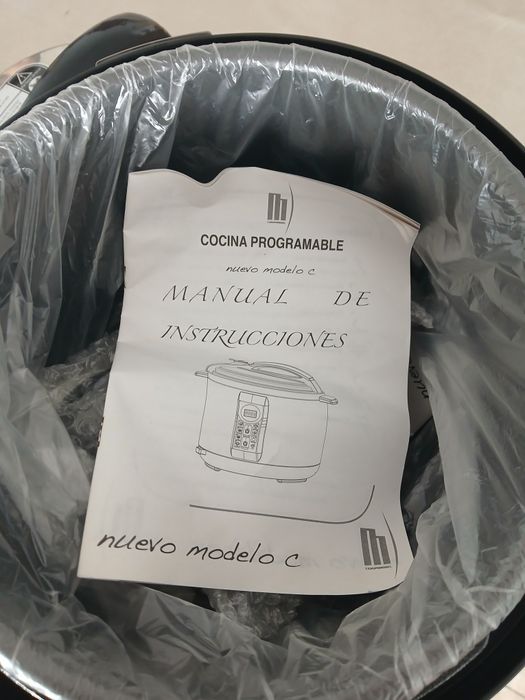 COCINA PROGRAMABLE
nuevo modelo c
MANUAL DE
INSTRUCCIONES
nuevo modelo c